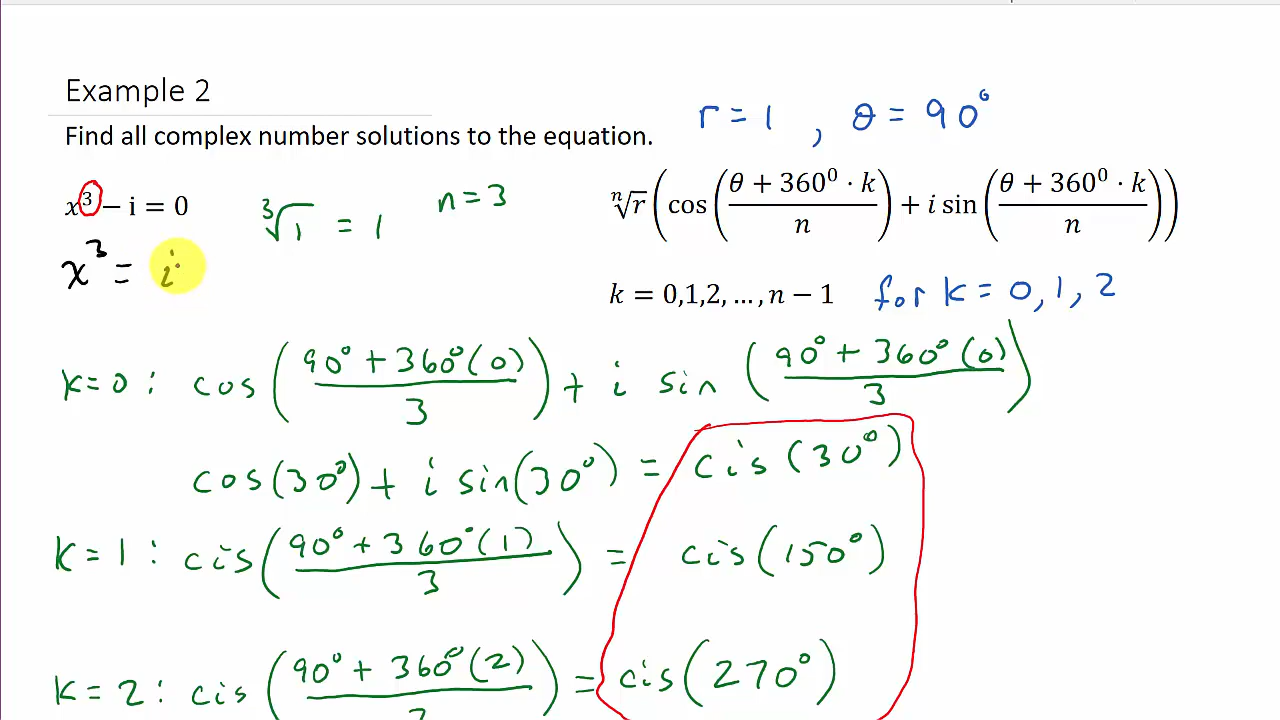 Example 2
r = 1 , θ = 90°
Find all complex number solutions to the equation.
x³ − i = 0
∛1 = 1
n = 3
ⁿ√r (cos((θ + 360⁰ · k)/n) + i sin((θ + 360⁰ · k)/n))
x³ = i
k = 0,1,2, … , n − 1 for k = 0, 1, 2
k = 0 : cos((90° + 360°(0))/3) + i sin((90° + 360°(0))/3)
cos(30°) + i sin(30°) = cis(30°)
k = 1 : cis((90° + 360°(1))/3) = cis(150°)
k = 2 : cis((90° + 360°(2))/3) = cis(270°)